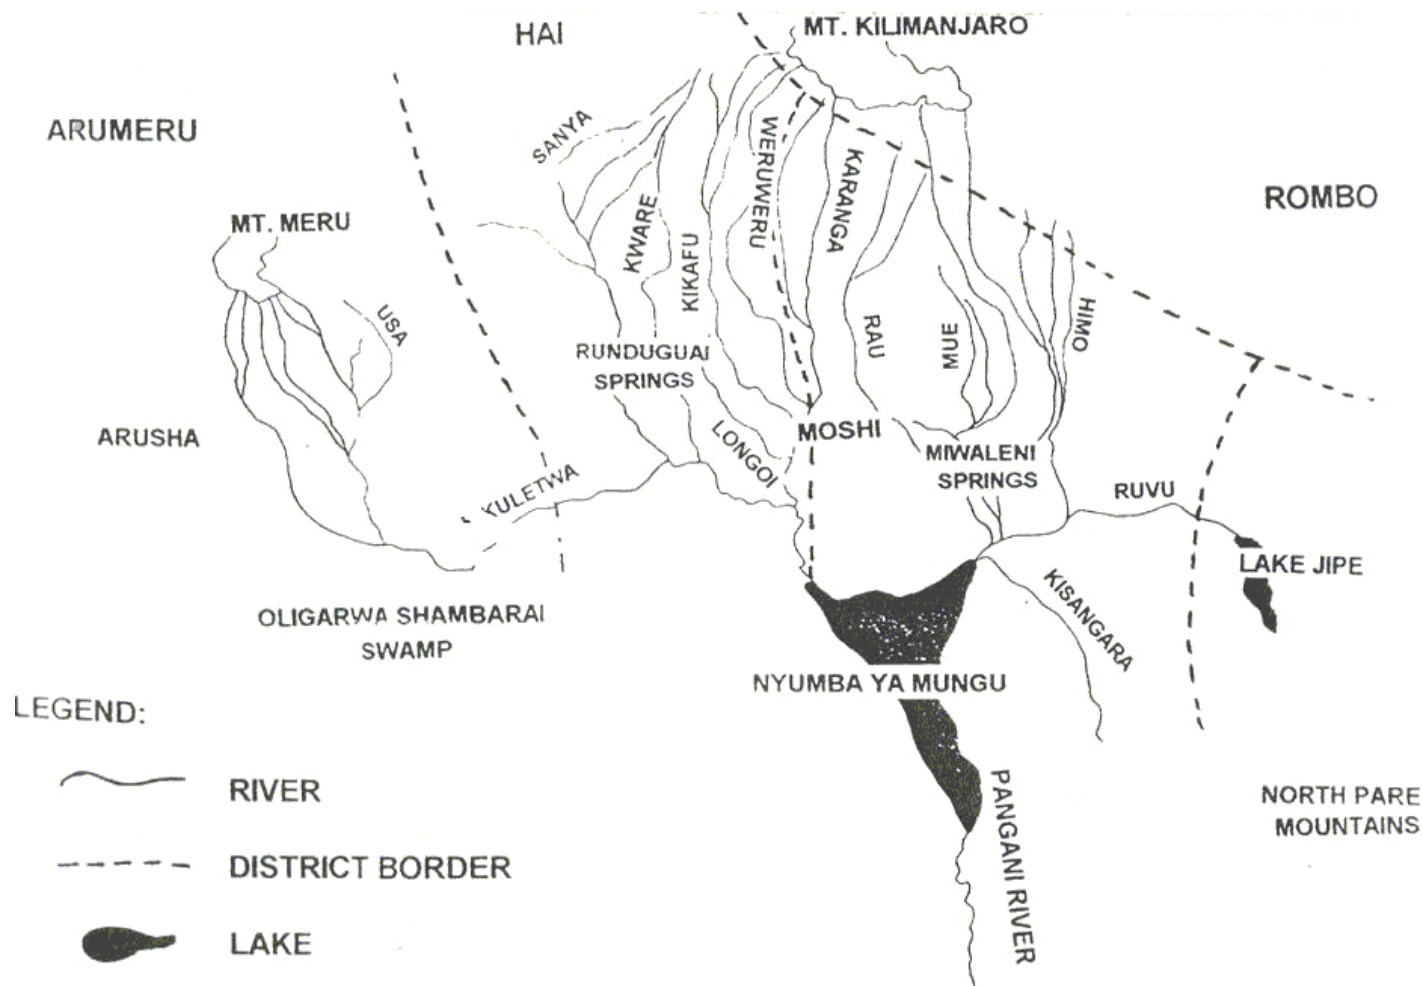 HAI
MT. KILIMANJARO
ARUMERU
SANYA
WERUWERU
KARANGA
ROMBO
MT. MERU
KWARE
KIKAFU
USA
RAU
MUE
HIMO
RUNDUGUAI
SPRINGS
ARUSHA
LONGOI
MOSHI
MIWALENI
SPRINGS
KULETWA
RUVU
LAKE JIPE
KISANGARA
OLIGARWA SHAMBARAI
SWAMP
NYUMBA YA MUNGU
LEGEND:
RIVER
PANGANI RIVER
NORTH PARE
MOUNTAINS
DISTRICT BORDER
LAKE